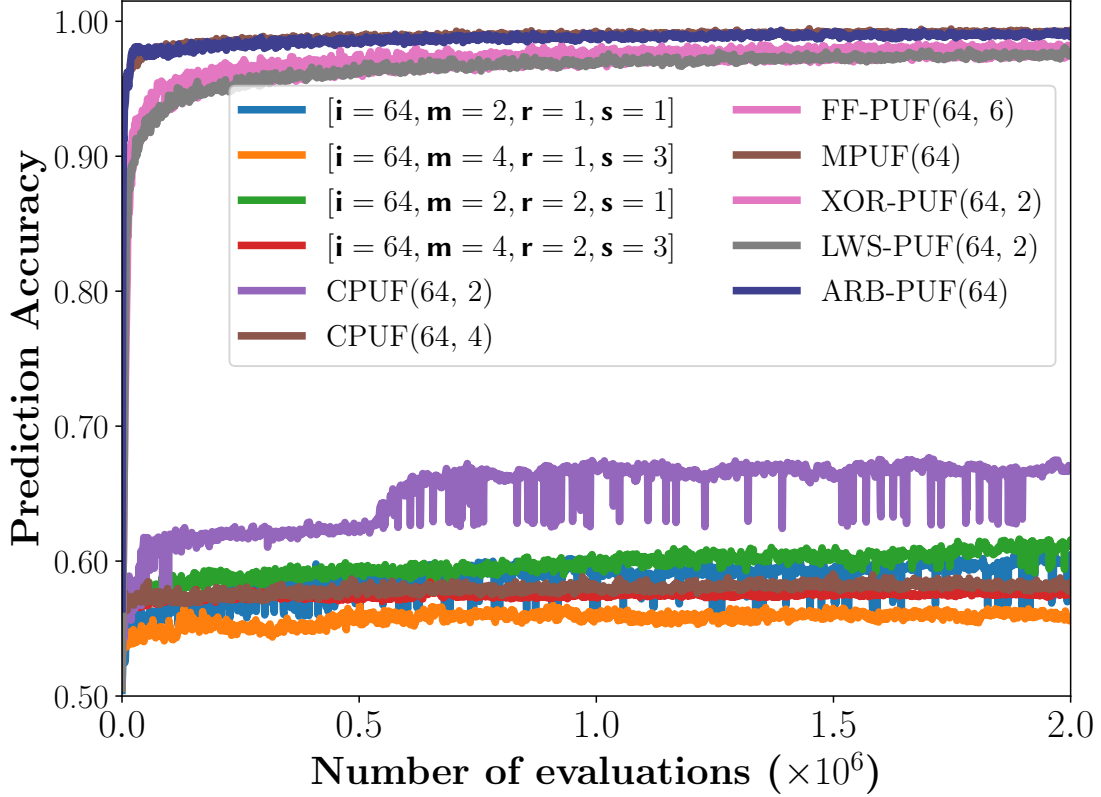 1.00
0.90
0.80
0.70
0.60
0.50
Prediction Accuracy
[i = 64, m = 2, r = 1, s = 1]
[i = 64, m = 4, r = 1, s = 3]
[i = 64, m = 2, r = 2, s = 1]
[i = 64, m = 4, r = 2, s = 3]
CPUF(64, 2)
CPUF(64, 4)
FF-PUF(64, 6)
MPUF(64)
XOR-PUF(64, 2)
LWS-PUF(64, 2)
ARB-PUF(64)
0.0 0.5 1.0 1.5 2.0
Number of evaluations (×10⁶)